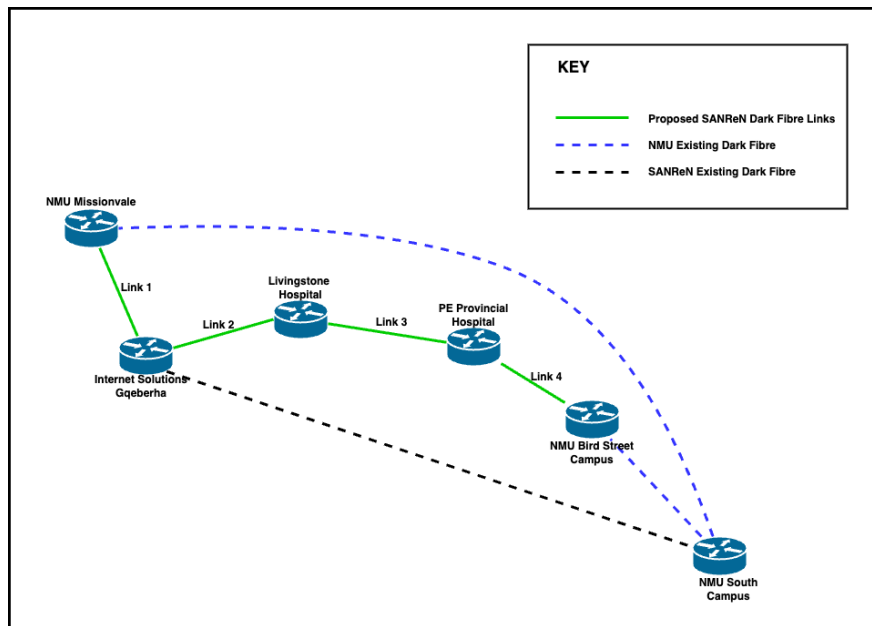 KEY
Proposed SANReN Dark Fibre Links
NMU Existing Dark Fibre
SANReN Existing Dark Fibre
NMU Missionvale
Link 1
Livingstone
Hospital
Link 2
Link 3
PE Provincial
Hospital
Internet Solutions
Gqeberha
Link 4
NMU Bird Street
Campus
NMU South
Campus